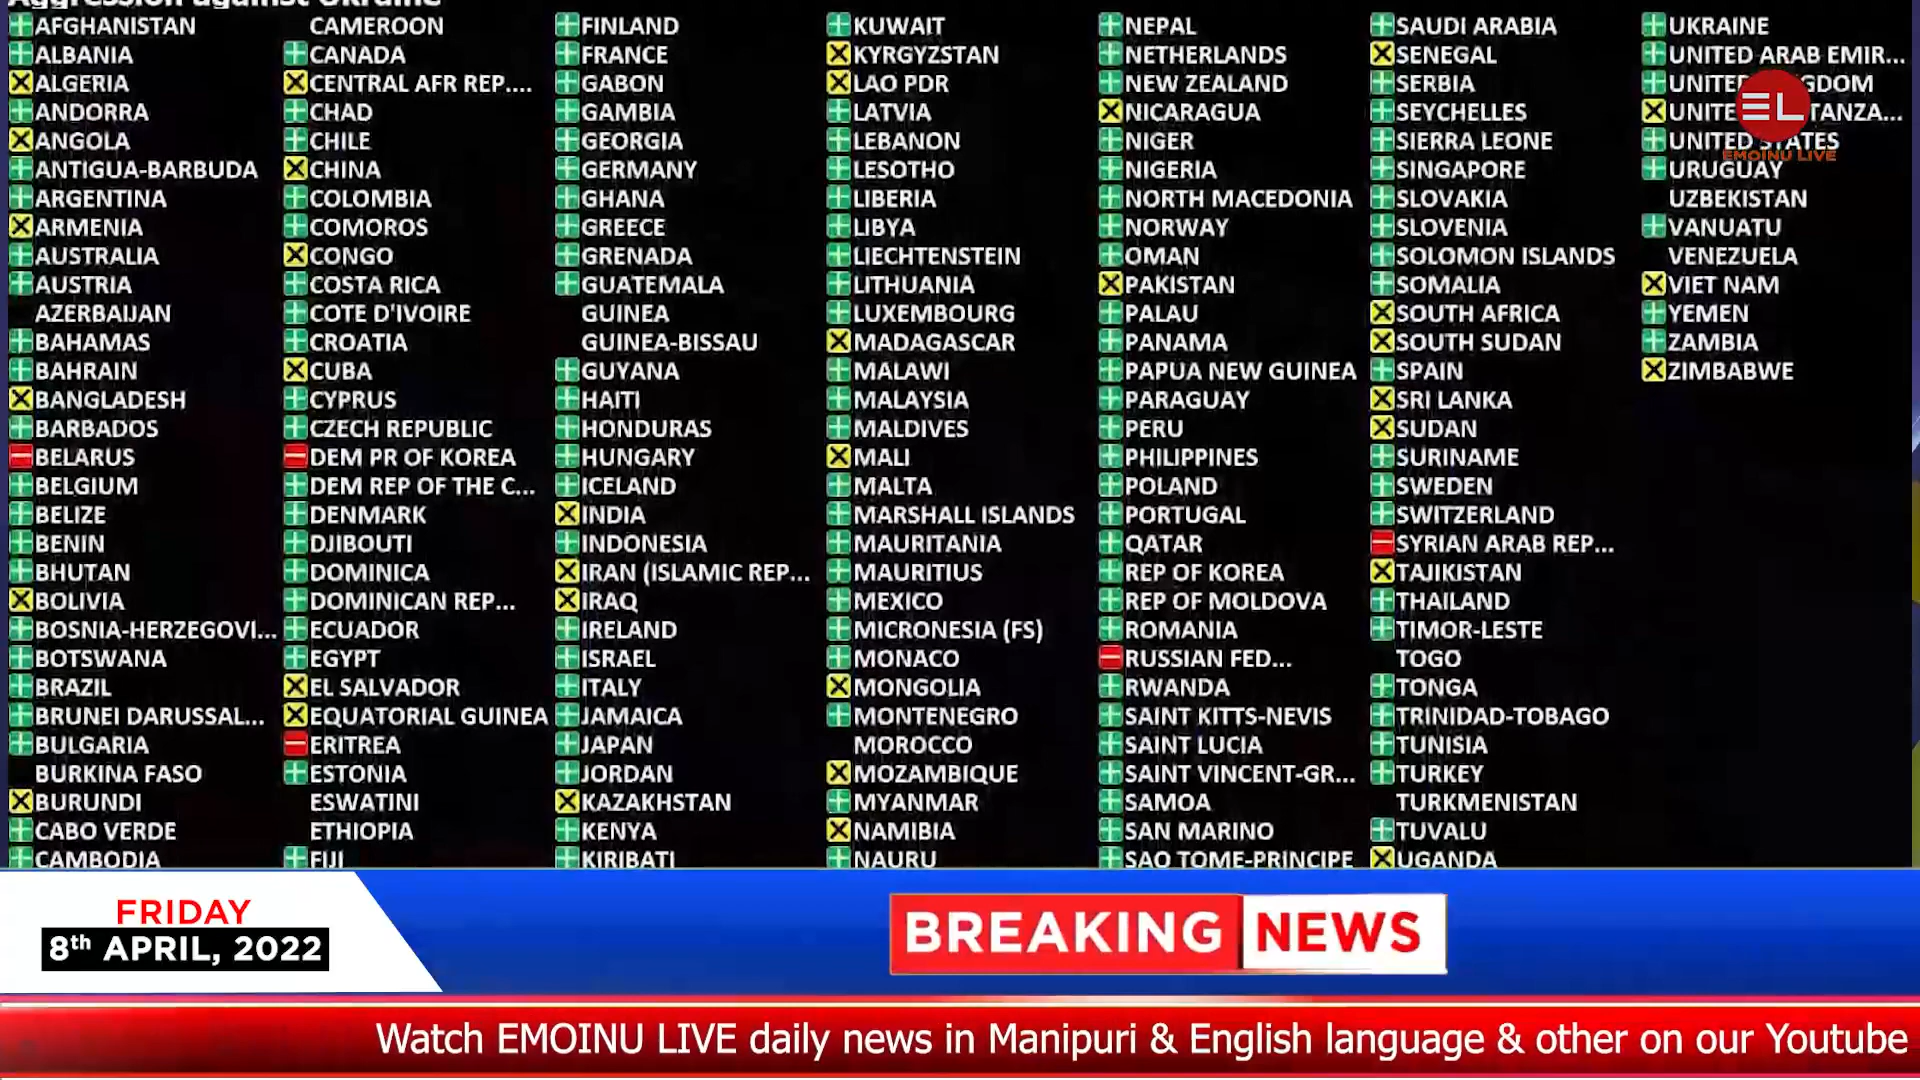 Aggression against Ukraine
AFGHANISTAN
ALBANIA
ALGERIA
ANDORRA
ANGOLA
ANTIGUA-BARBUDA
ARGENTINA
ARMENIA
AUSTRALIA
AUSTRIA
AZERBAIJAN
BAHAMAS
BAHRAIN
BANGLADESH
BARBADOS
BELARUS
BELGIUM
BELIZE
BENIN
BHUTAN
BOLIVIA
BOSNIA-HERZEGOVI...
BOTSWANA
BRAZIL
BRUNEI DARUSSAL...
BULGARIA
BURKINA FASO
BURUNDI
CABO VERDE
CAMBODIA
CAMEROON
CANADA
CENTRAL AFR REP....
CHAD
CHILE
CHINA
COLOMBIA
COMOROS
CONGO
COSTA RICA
COTE D'IVOIRE
CROATIA
CUBA
CYPRUS
CZECH REPUBLIC
DEM PR OF KOREA
DEM REP OF THE C...
DENMARK
DJIBOUTI
DOMINICA
DOMINICAN REP...
ECUADOR
EGYPT
EL SALVADOR
EQUATORIAL GUINEA
ERITREA
ESTONIA
ESWATINI
ETHIOPIA
FIJI
FINLAND
FRANCE
GABON
GAMBIA
GEORGIA
GERMANY
GHANA
GREECE
GRENADA
GUATEMALA
GUINEA
GUINEA-BISSAU
GUYANA
HAITI
HONDURAS
HUNGARY
ICELAND
INDIA
INDONESIA
IRAN (ISLAMIC REP...
IRAQ
IRELAND
ISRAEL
ITALY
JAMAICA
JAPAN
JORDAN
KAZAKHSTAN
KENYA
KIRIBATI
KUWAIT
KYRGYZSTAN
LAO PDR
LATVIA
LEBANON
LESOTHO
LIBERIA
LIBYA
LIECHTENSTEIN
LITHUANIA
LUXEMBOURG
MADAGASCAR
MALAWI
MALAYSIA
MALDIVES
MALI
MALTA
MARSHALL ISLANDS
MAURITANIA
MAURITIUS
MEXICO
MICRONESIA (FS)
MONACO
MONGOLIA
MONTENEGRO
MOROCCO
MOZAMBIQUE
MYANMAR
NAMIBIA
NAURU
NEPAL
NETHERLANDS
NEW ZEALAND
NICARAGUA
NIGER
NIGERIA
NORTH MACEDONIA
NORWAY
OMAN
PAKISTAN
PALAU
PANAMA
PAPUA NEW GUINEA
PARAGUAY
PERU
PHILIPPINES
POLAND
PORTUGAL
QATAR
REP OF KOREA
REP OF MOLDOVA
ROMANIA
RUSSIAN FED...
RWANDA
SAINT KITTS-NEVIS
SAINT LUCIA
SAINT VINCENT-GR...
SAMOA
SAN MARINO
SAO TOME-PRINCIPE
SAUDI ARABIA
SENEGAL
SERBIA
SEYCHELLES
SIERRA LEONE
SINGAPORE
SLOVAKIA
SLOVENIA
SOLOMON ISLANDS
SOMALIA
SOUTH AFRICA
SOUTH SUDAN
SPAIN
SRI LANKA
SUDAN
SURINAME
SWEDEN
SWITZERLAND
SYRIAN ARAB REP...
TAJIKISTAN
THAILAND
TIMOR-LESTE
TOGO
TONGA
TRINIDAD-TOBAGO
TUNISIA
TURKEY
TURKMENISTAN
TUVALU
UGANDA
UKRAINE
UNITED ARAB EMIR...
UNITED KINGDOM
UNITED TANZA...
UNITED STATES
URUGUAY
UZBEKISTAN
VANUATU
VENEZUELA
VIET NAM
YEMEN
ZAMBIA
ZIMBABWE
EL
EMOINU LIVE
FRIDAY
8th APRIL, 2022
BREAKING NEWS
Watch EMOINU LIVE daily news in Manipuri & English language & other on our Youtube